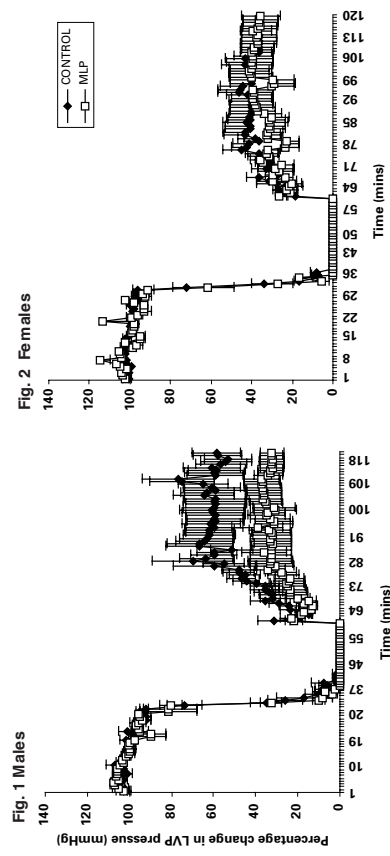 Fig. 1 Males
Percentage change in LVP pressue (mmHg)
140
120
100
80
60
40
20
0
1 10 19 20 37 46 55 64 73 82 91 100 109 118
Time (mins)
Fig. 2 Females
CONTROL
MLP
140
120
100
80
60
40
20
0
1 8 15 22 29 36 43 50 57 64 71 78 85 92 99 106 113 120
Time (mins)